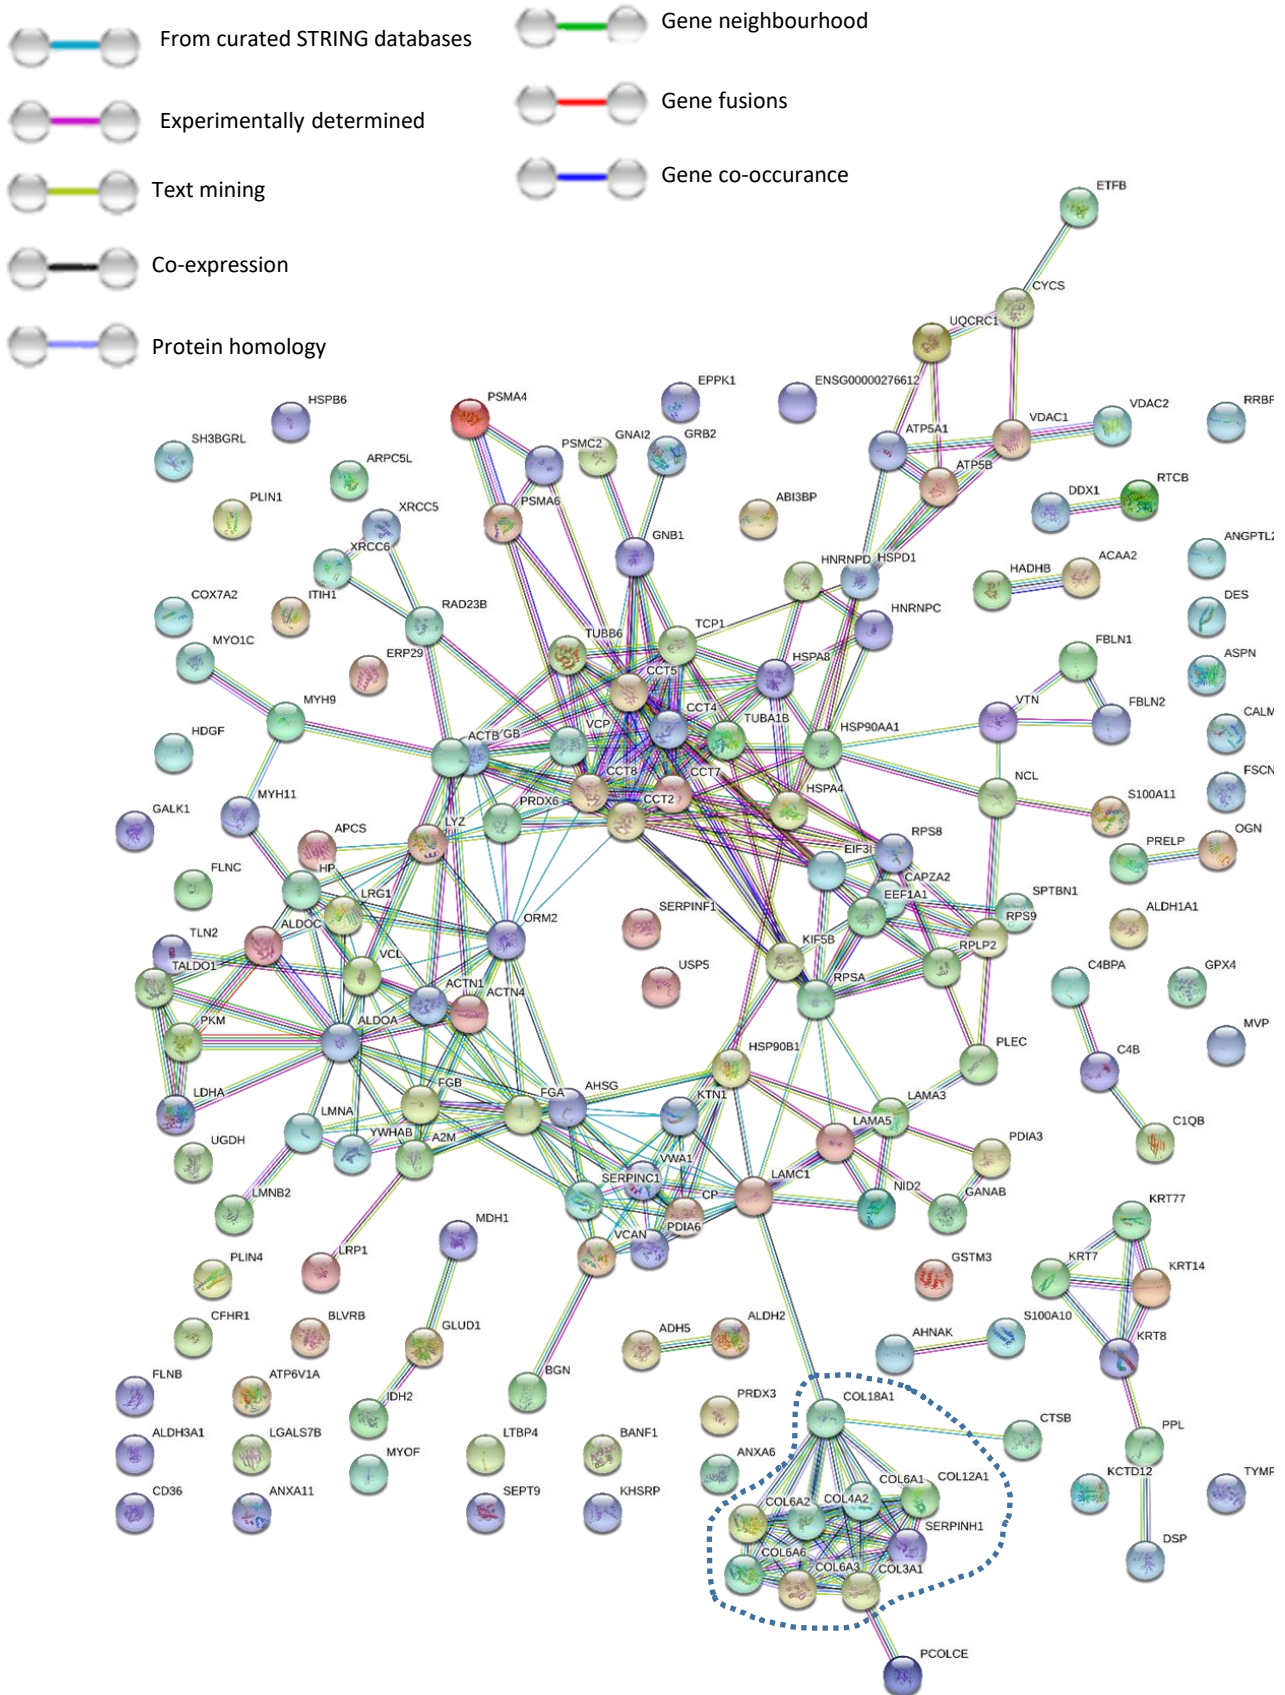 From curated STRING databases
Gene neighbourhood
Experimentally determined
Gene fusions
Text mining
Gene co-occurance
Co-expression
Protein homology
ETFB
CYCS
UQCRC1
EPPK1
ENSG00000276612
HSPB6
PSMA4
VDAC1
VDAC2
RRBP
SH3BGRL
ARPC5L
PSMC2
GNAI2
GRB2
ATP5A1
ATP5B
PLIN1
XRCC5
PSMA6
ABI3BP
DDX1
RTCB
XRCC6
GNB1
HNRNPD
HSPD1
HADHB
ACAA2
ANGPTL2
COX7A2
ITIH1
RAD23B
HNRNPC
DES
MYO1C
ERP29
TUBB6
TCP1
HSPA8
FBLN1
ASPN
CCT5
MYH9
CCT4
TUBA1B
HSP90AA1
VTN
FBLN2
CALM
HDGF
ACTB
GB
VCP
CCT8
CCT7
HSPA4
NCL
FSCN
GALK1
MYH11
APCS
LYZ
PRDX6
CCT2
S100A11
RPS8
EIF3I
PRELP
OGN
FLNC
HP
LRG1
CAPZA2
EEF1A1
SPTBN1
RPS9
ALDH1A1
TLN2
ALDOC
ORM2
SERPINF1
KIF5B
RPLP2
TALDO1
VCL
USP5
RPSA
C4BPA
GPX4
ACTN1
ACTN4
PKM
ALDOA
HSP90B1
PLEC
C4B
MVP
LDHA
LMNA
FGB
FGA
AHSG
KTN1
LAMA3
LAMA5
C1QB
UGDH
YWHAB
A2M
VWA1
PDIA3
LMNB2
SERPINC1
CP
LAMC1
NID2
GANAB
PDIA6
VCAN
KRT77
PLIN4
LRP1
MDH1
GSTM3
KRT7
KRT14
CFHR1
BLVRB
GLUD1
ADH5
ALDH2
AHNAK
S100A10
KRT8
FLNB
ATP6V1A
IDH2
BGN
PRDX3
COL18A1
CTSB
PPL
ALDH3A1
LGALS7B
MYOF
LTBP4
BANF1
ANXA6
COL6A1
COL12A1
KCTD12
TYMP
CD36
ANXA11
SEPT9
KHSRP
COL6A2
COL4A2
SERPINH1
COL6A6
COL6A3
COL3A1
DSP
PCOLCE